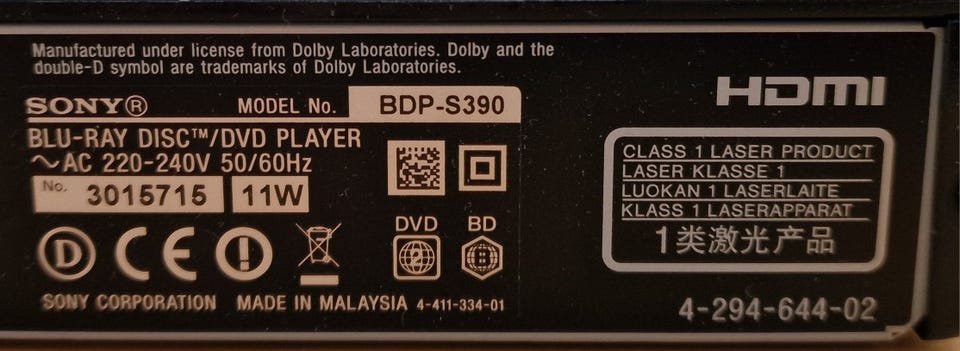 Manufactured under license from Dolby Laboratories. Dolby and the
double-D symbol are trademarks of Dolby Laboratories.
SONY® MODEL No. BDP-S390
BLU-RAY DISC™/DVD PLAYER
~AC 220-240V 50/60Hz
No. 3015715 11W
D CE
DVD BD
2 B
SONY CORPORATION MADE IN MALAYSIA 4-411-334-01
HDMI
CLASS 1 LASER PRODUCT
LASER KLASSE 1
LUOKAN 1 LASERLAITE
KLASS 1 LASERAPPARAT
1类激光产品
4-294-644-02